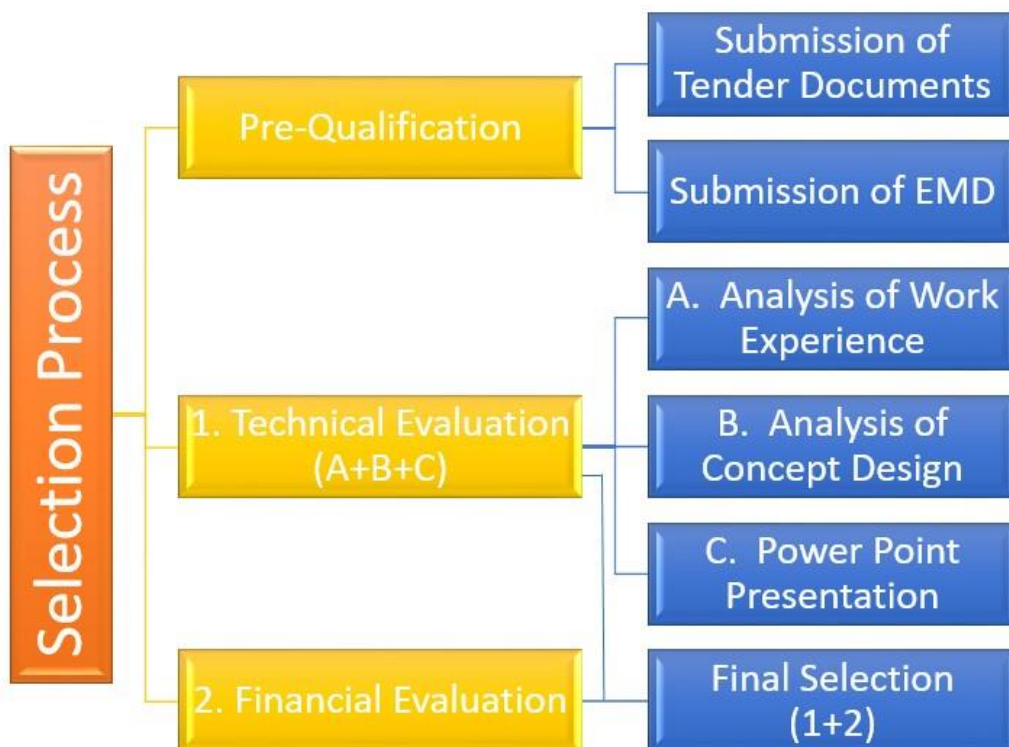 Selection Process
Pre-Qualification
Submission of
Tender Documents
Submission of EMD
1. Technical Evaluation
(A+B+C)
A. Analysis of Work
Experience
B. Analysis of
Concept Design
C. Power Point
Presentation
2. Financial Evaluation
Final Selection
(1+2)